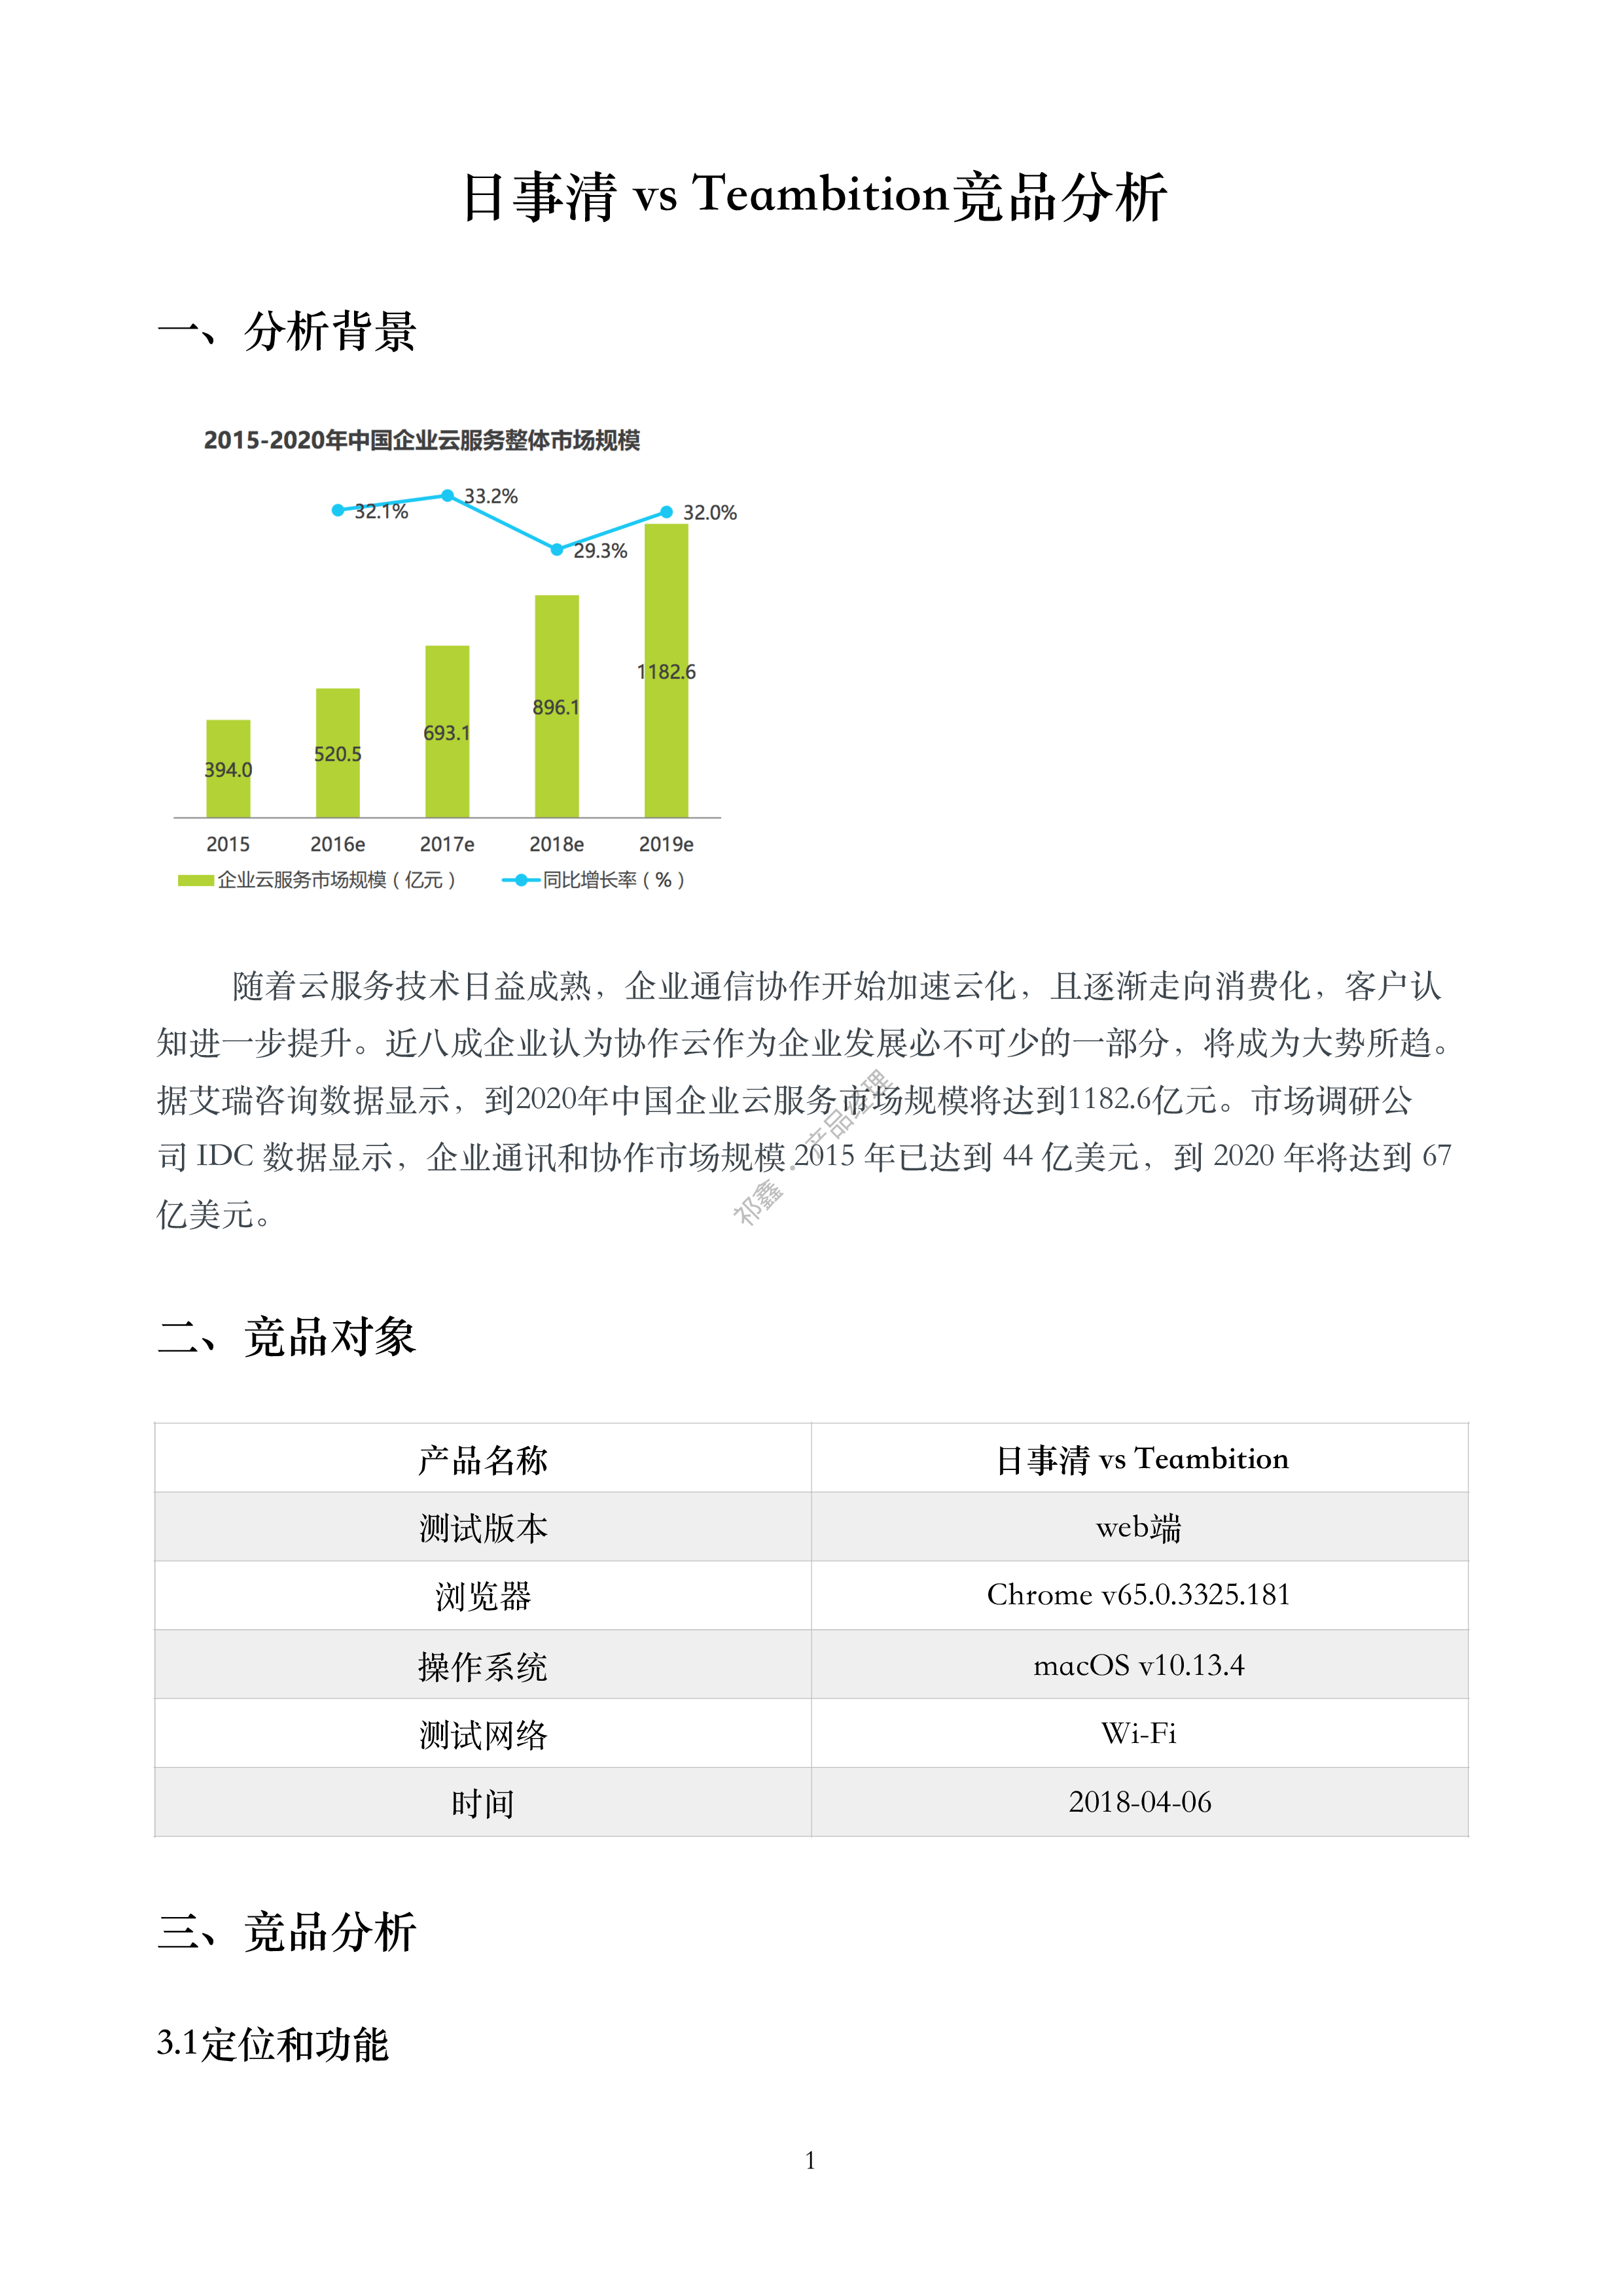 日事清 vs Teambition竞品分析
一、分析背景
2015-2020年中国企业云服务整体市场规模
32.1%
33.2%
29.3%
32.0%
394.0
520.5
693.1
896.1
1182.6
2015 2016e 2017e 2018e 2019e
企业云服务市场规模（亿元） 同比增长率（%）
随着云服务技术日益成熟，企业通信协作开始加速云化，且逐渐走向消费化，客户认
知进一步提升。近八成企业认为协作云作为企业发展必不可少的一部分，将成为大势所趋。
据艾瑞咨询数据显示，到2020年中国企业云服务市场规模将达到1182.6亿元。市场调研公
司 IDC 数据显示，企业通讯和协作市场规模 2015 年已达到 44 亿美元，到 2020 年将达到 67
亿美元。
祁鑫·产品经理
二、竞品对象
产品名称 日事清 vs Teambition
测试版本 web端
浏览器 Chrome v65.0.3325.181
操作系统 macOS v10.13.4
测试网络 Wi-Fi
时间 2018-04-06
三、竞品分析
3.1定位和功能
1